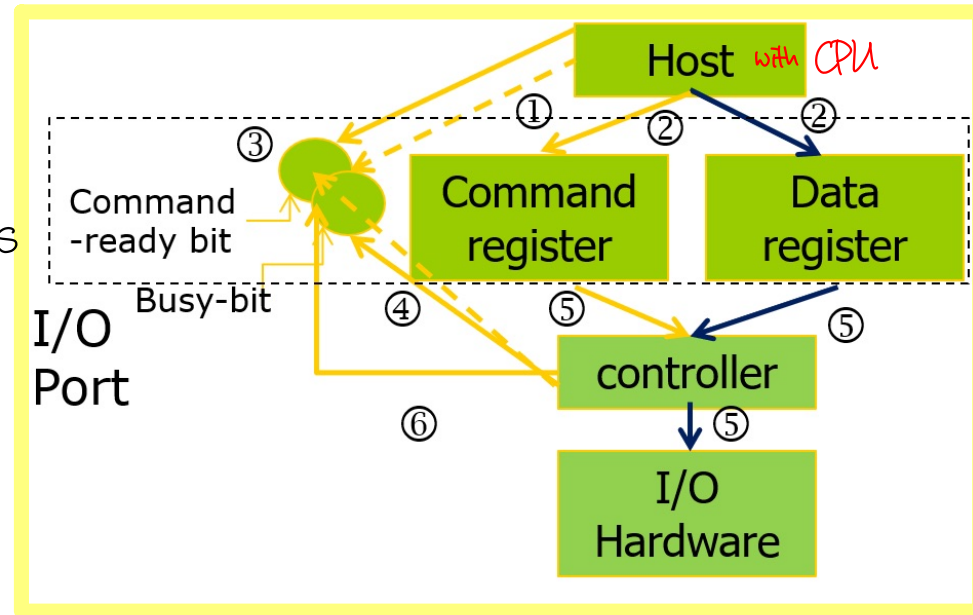 Host with CPU
①
②
②
③
Command
-ready bit
Command
register
Data
register
s
Busy-bit
④
⑤
⑤
I/O
Port
controller
⑥
⑤
I/O
Hardware